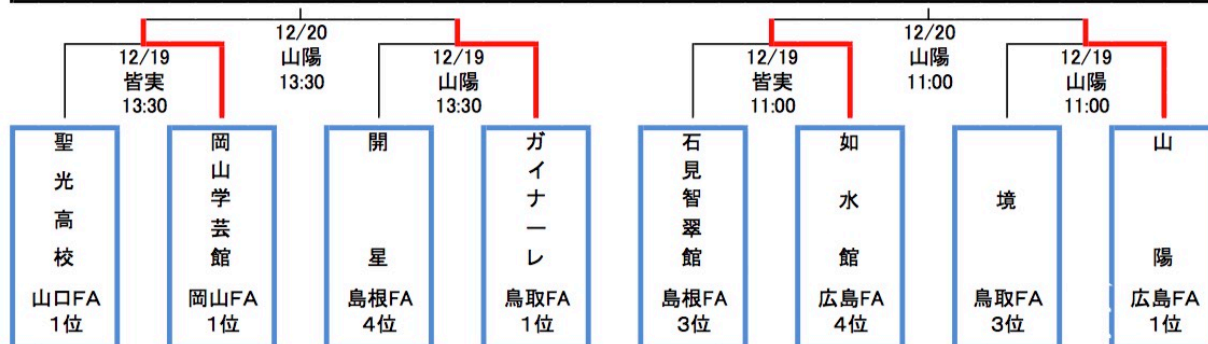 12/20
山陽
13:30
12/20
山陽
11:00
12/19
皆実
13:30
12/19
山陽
13:30
12/19
皆実
11:00
12/19
山陽
11:00
聖光高校
山口FA
1位
岡山学芸館
岡山FA
1位
開星
島根FA
4位
ガイナーレ
鳥取FA
1位
石見智翠館
島根FA
3位
如水館
広島FA
4位
境
鳥取FA
3位
山陽
広島FA
1位